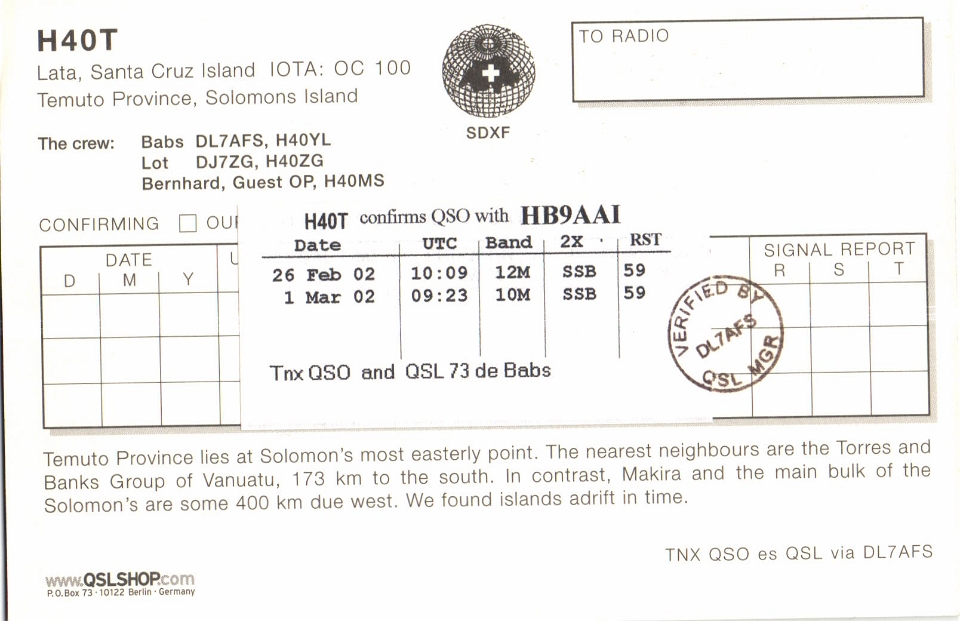 H40T
Lata, Santa Cruz Island IOTA: OC 100
Temuto Province, Solomons Island
SDXF
TO RADIO
The crew: Babs DL7AFS, H40YL
Lot DJ7ZG, H40ZG
Bernhard, Guest OP, H40MS
CONFIRMING
H40T confirms QSO with HB9AAI
Date UTC Band 2X RST
26 Feb 02 10:09 12M SSB 59
1 Mar 02 09:23 10M SSB 59
Tnx QSO and QSL 73 de Babs
DATE
D M Y
SIGNAL REPORT
R S T
VERIFIED BY
DL7AFS
QSL MGR
Temuto Province lies at Solomon's most easterly point. The nearest neighbours are the Torres and
Banks Group of Vanuatu, 173 km to the south. In contrast, Makira and the main bulk of the
Solomon's are some 400 km due west. We found islands adrift in time.
TNX QSO es QSL via DL7AFS
www.QSLSHOP.com
P.O.Box 73 · 10122 Berlin · Germany